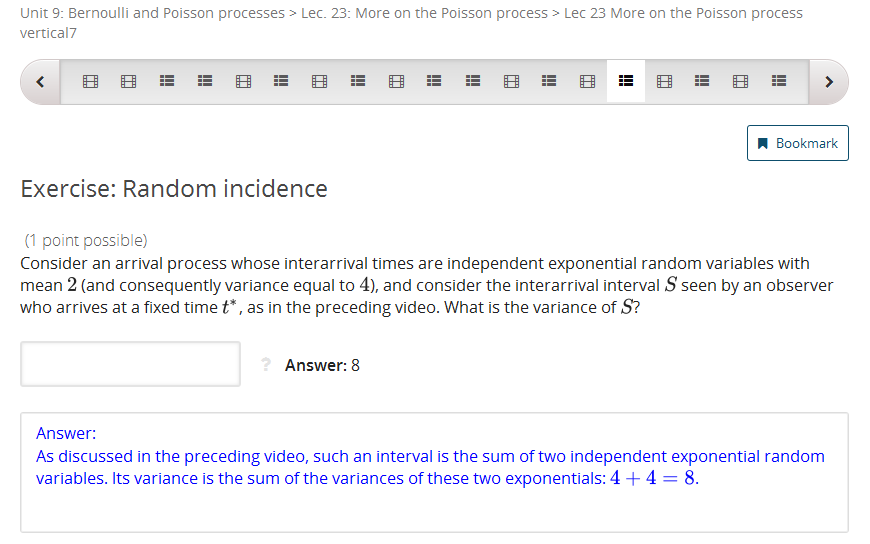 Unit 9: Bernoulli and Poisson processes > Lec. 23: More on the Poisson process > Lec 23 More on the Poisson process
vertical7
Bookmark
Exercise: Random incidence
(1 point possible)
Consider an arrival process whose interarrival times are independent exponential random variables with
mean 2 (and consequently variance equal to 4), and consider the interarrival interval S seen by an observer
who arrives at a fixed time t*, as in the preceding video. What is the variance of S?
? Answer: 8
Answer:
As discussed in the preceding video, such an interval is the sum of two independent exponential random
variables. Its variance is the sum of the variances of these two exponentials: 4 + 4 = 8.